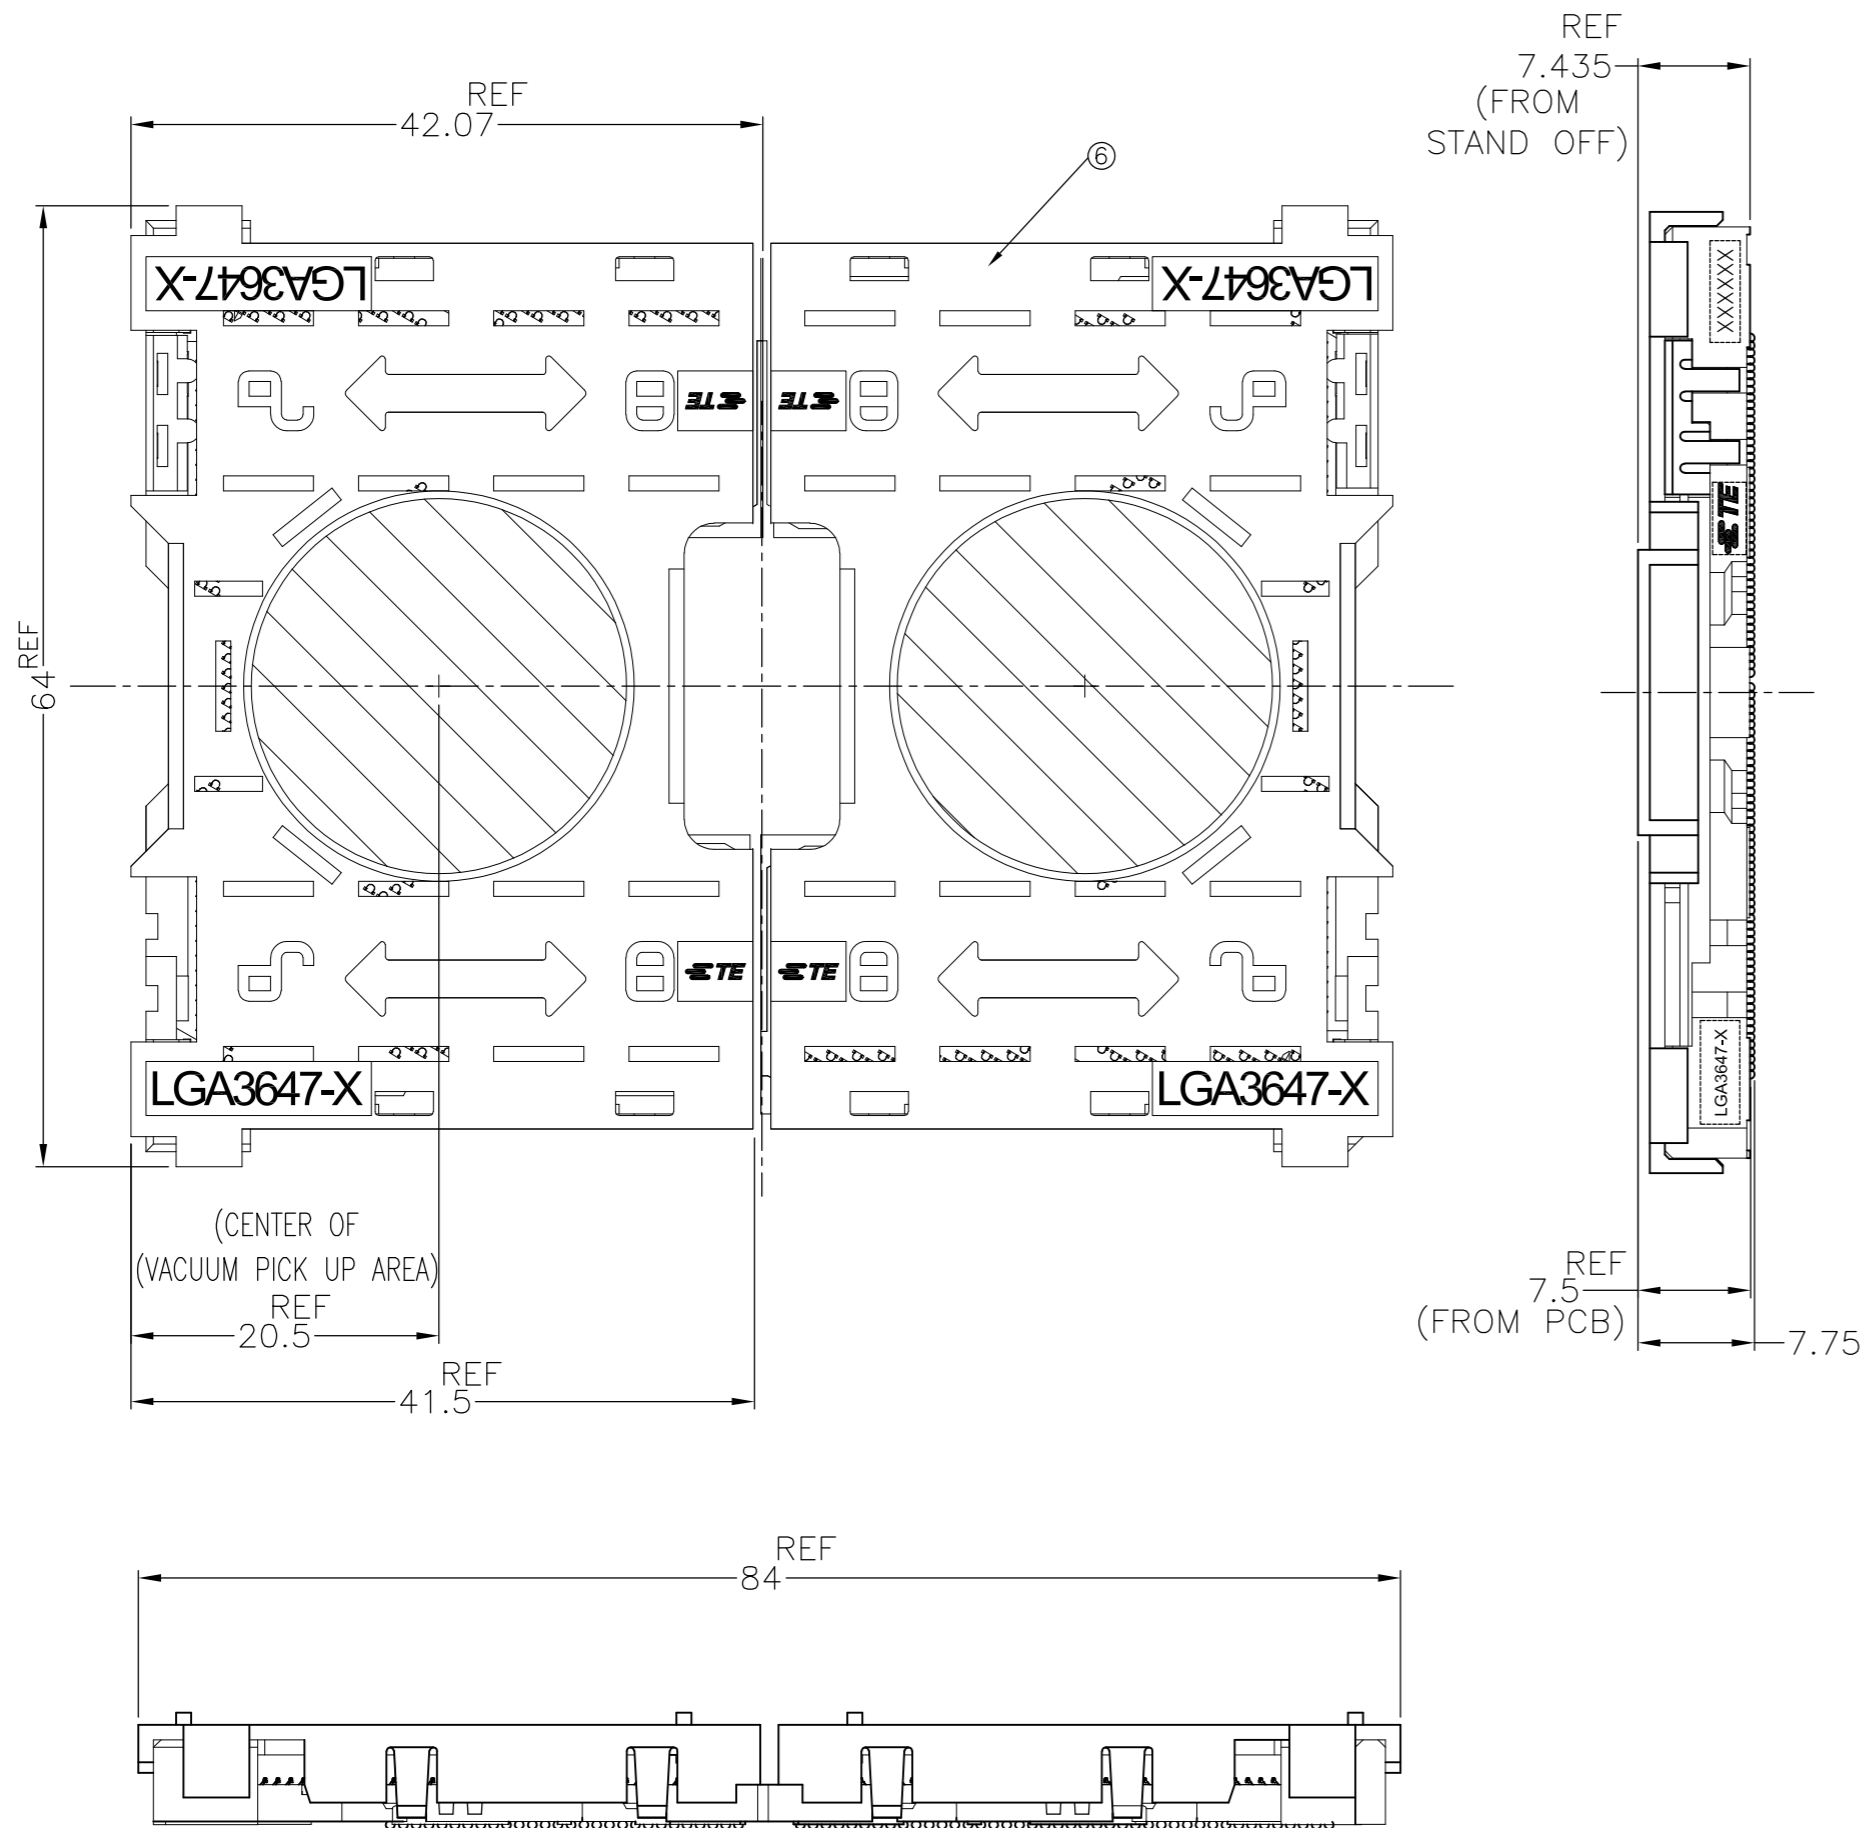 REF
7.435
(FROM
STAND OFF)
REF
42.07
6
LGA3647-X
LGA3647-X
XXXXXX
TE
TE
TE
REF
64
TE
TE
LGA3647-X
LGA3647-X
LGA3647-X
(CENTER OF
(VACUUM PICK UP AREA)
REF
20.5
REF
41.5
REF
7.5
(FROM PCB)
7.75
REF
84